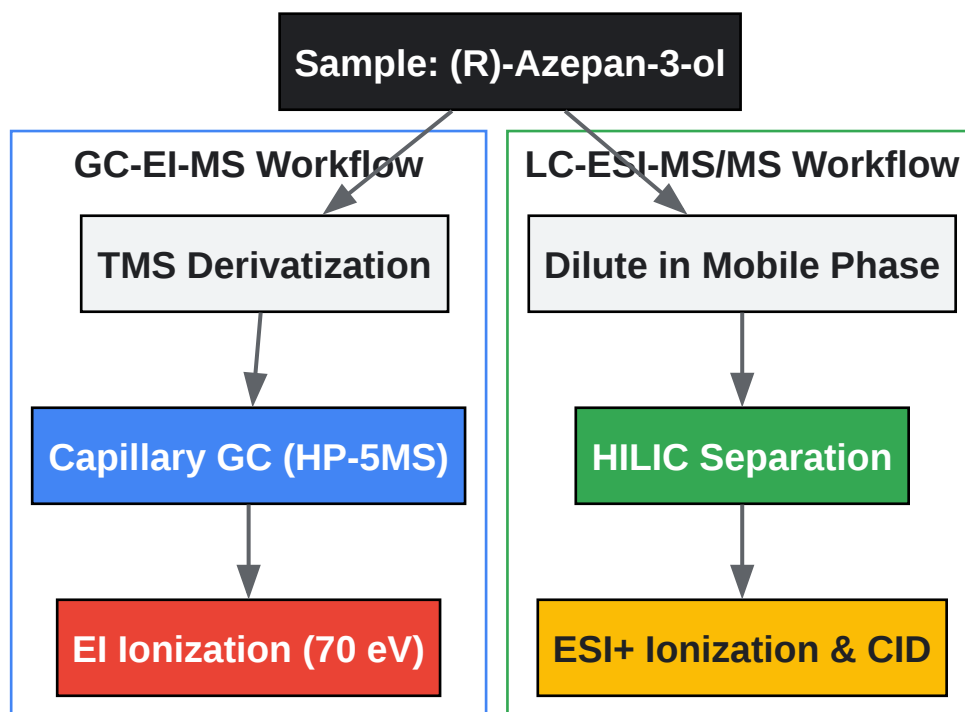 Sample: (R)-Azepan-3-ol
GC-EI-MS Workflow
TMS Derivatization
Capillary GC (HP-5MS)
EI Ionization (70 eV)
LC-ESI-MS/MS Workflow
Dilute in Mobile Phase
HILIC Separation
ESI+ Ionization & CID